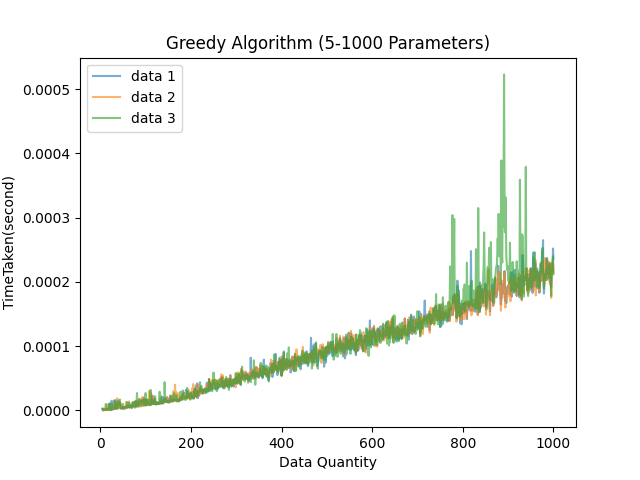 Greedy Algorithm (5-1000 Parameters)
data 1
data 2
data 3
TimeTaken(second)
0.0005
0.0004
0.0003
0.0002
0.0001
0.0000
0 200 400 600 800 1000
Data Quantity